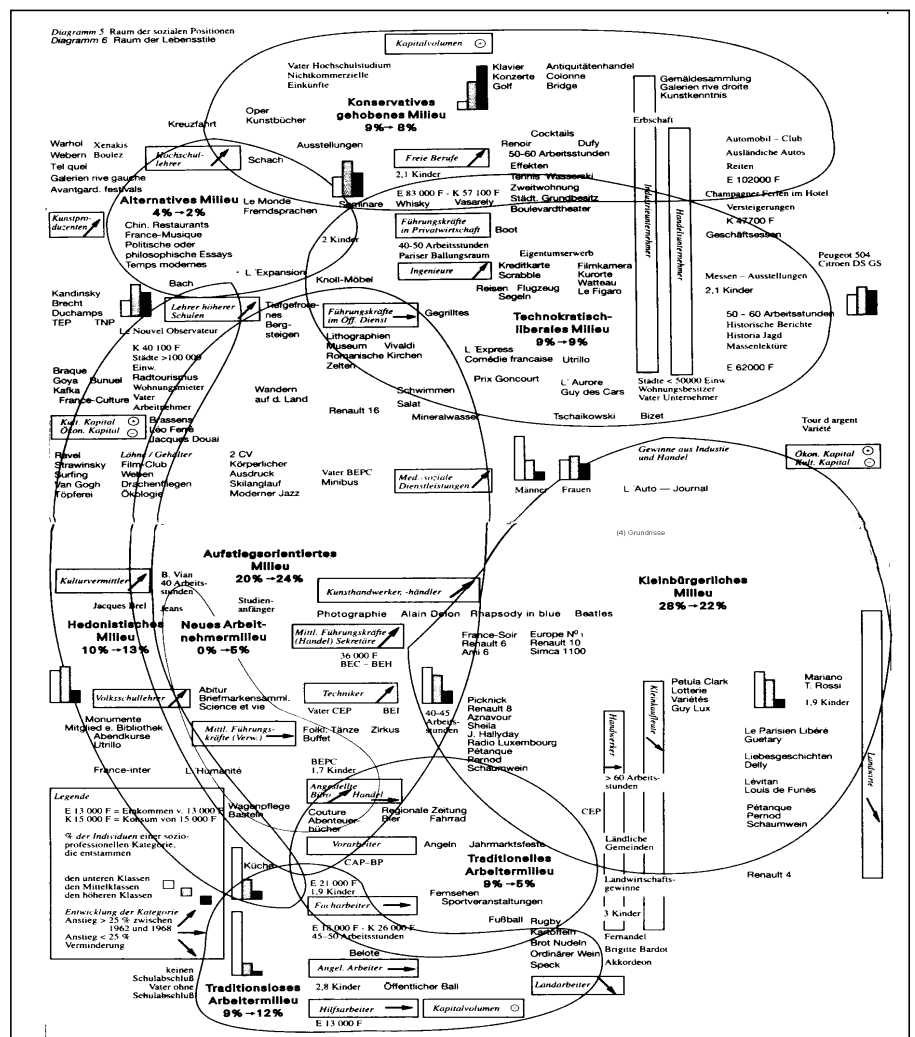 Diagramm 5 Raum der sozialen Positionen
Diagramm 6 Raum der Lebensstile
Kapitalvolumen +
Vater Hochschulstudium
Nichtkommerzielle
Einkünfte
Klavier
Konzerte
Golf
Antiquitätenhandel
Colonne
Bridge
Gemäldesammlung
Galerien rive droite
Kunstkenntnis
Konservatives
gehobenes Milieu
9%→ 8%
Oper
Kunstbücher
Kreuzfahrt
Erbschaft
Warhol
Webern
Tel quel
Galerien rive gauche
Avantgard. festivals
Xenakis
Boulez
Hochschul-
lehrer
Schach
Ausstellungen
Freie Berufe
2,1 Kinder
Cocktails
Renoir Dufy
50-60 Arbeitsstunden
Effekten
Tennis Wasserski
Zweitwohnung
Städt. Grundbesitz
Boulevardtheater
Automobil – Club
Ausländische Autos
Reiten
E 102000 F
Champagner Ferien im Hotel
Versteigerungen
K 47700 F
Geschäftsessen
Industrieunternehmer
Handelsunternehmer
E 83 000 F - K 57 100 F
Whisky Vasarely
Alternatives Milieu
4%→2%
Le Monde
Fremdsprachen
Seminare
Kunstpro-
duzenten
Chin. Restaurants
France-Musique
Politische oder
philosophische Essays
Temps modernes
Führungskräfte
in Privatwirtschaft
Boot
2 Kinder
40-50 Arbeitsstunden
Pariser Ballungsraum
Ingenieure
Eigentumserwerb
Kreditkarte
Scrabble
Reisen Flugzeug
Segeln
Filmkamera
Kurorte
Watteau
Le Figaro
Peugeot 504
Citroen DS GS
Messen – Ausstellungen
2,1 Kinder
L´Expansion
Knoll-Möbel
Bach
Kandinsky
Brecht
Duchamps
TEP TNP
Lehrer höherer
Schulen
Tiefgefrore-
nes
Berg-
steigen
Führungskräfte
im Öff. Dienst
Gegrilltes
Technokratisch-
liberales Milieu
9% →9%
50 – 60 Arbeitsstunden
Historische Berichte
Historia Jagd
Massenlektüre
E 62000 F
Le Nouvel Observateur
Lithographien
Museum Vivaldi
Romanische Kirchen
Zelten
K 40 100 F
Städte >100 000
Einw.
Radtourismus
Wohnungsmieter
Vater
Arbeitnehmer
L´Express
Comédie francaise
Utrillo
Prix Goncourt
L´Aurore
Guy des Cars
Städte < 50000 Einw
Wohnungsbesitzer
Vater Unternehmer
Braque
Goya Bunuel
Kafka
France-Culture
Wandern
auf d. Land
Schwimmen
Salat
Renault 16
Mineralwasser
Tschaikowski
Bizet
Kult. Kapital +
Ökon. Kapital –
Brassens
Léo Ferré
Jacques Douai
Tour d argent
Variété
Gewinne aus Industie
und Handel
Ökon. Kapital +
Kult. Kapital –
Ravel
Strawinsky
Surfing
Van Gogh
Töpferei
Löhne / Gehälter
Film-Club
Wellen
Drachenfliegen
Ökologie
2 CV
Körperlicher
Ausdruck
Skilanglauf
Moderner Jazz
Vater BEPC
Minibus
Med.-soziale
Dienstleistungen
Männer Frauen
L´Auto — Journal
(4) Grundrisse
Aufstiegsorientiertes
Milieu
20% →24%
Kleinbürgerliches
Milieu
28% →22%
Kulturvermittler
B. Vian
40 Arbeits-
stunden
Kunsthandwerker, -händler
Jacques Brel
Jeans
Studien-
anfänger
Photographie Alain Delon Rhapsody in blue Beatles
Hedonistisches
Milieu
10% →13%
Neues Arbeit-
nehmermilieu
0% →5%
Mittl. Führungskräfte
(Handel) Sekretäre
36 000 F
BEC – BEH
France-Soir
Renault 6
Ami 6
Europe Nº 1
Renault 10
Simca 1100
Volksschullehrer
Abitur
Briefmarkensamml.
Science et vie
Techniker
Vater CEP BEI
40–45
Arbeits-
stunden
Petula Clark
Lotterie
Variétés
Guy Lux
Mariano
T. Rossi
1,9 Kinder
Kleinkaufleute
Handwerker
Landwirte
Monumente
Mitglied e. Bibliothek
Abendkurse
Utrillo
Mittl. Führungs-
kräfte (Verw.)
Folkl. Tänze Zirkus
Buffet
Picknick
Renault 8
Aznavour
Sheila
J. Hallyday
Radio Luxembourg
Pétanque
Pernod
Schaumwein
Le Parisien Libéré
Guetary
Liebesgeschichten
Delly
Lévitan
Louis de Funès
Pétanque
Pernod
Schaumwein
France-inter
L´Humanité
BEPC
1,7 Kinder
> 60 Arbeits-
stunden
Angestellte
Büro Handel
Legende
E 13 000 F = Einkommen v. 13 000 F
K 15 000 F = Konsum von 15 000 F
% der Individuen einer sozio-
professionellen Kategorie,
die entstammen
den unteren Klassen
den Mittelklassen
den höheren Klassen
Entwicklung der Kategorie
Anstieg > 25 % zwischen
1962 und 1968
Anstieg < 25 %
Verminderung
Wagenpflege
Basteln
Couture
Abenteuer-
bücher
Regionale Zeitung
Bier Fahrrad
CEP
Vorarbeiter
Angeln Jahrmarktsfeste
Ländliche
Gemeinden
CAP–BP
Küche
Traditionelles
Arbeitermilieu
9% →5%
Renault 4
E 21 000 F
1,9 Kinder
Landwirtschafts-
gewinne
Facharbeiter
Fernsehen
Sportveranstaltungen
3 Kinder
E 18 000 F - K 26 000 F
45–50 Arbeitsstunden
Fußball
Rugby
Kartoffeln
Brot Nudeln
Ordinärer Wein
Speck
Fernandel
Brigitte Bardot
Akkordeon
Belote
Angel. Arbeiter
keinen
Schulabschluß
Vater ohne
Schulabschluß
Traditionsloses
Arbeitermilieu
9% →12%
2,8 Kinder
Öffentlicher Ball
Landarbeiter
Hilfsarbeiter
Kapitalvolumen –
E 13 000 F